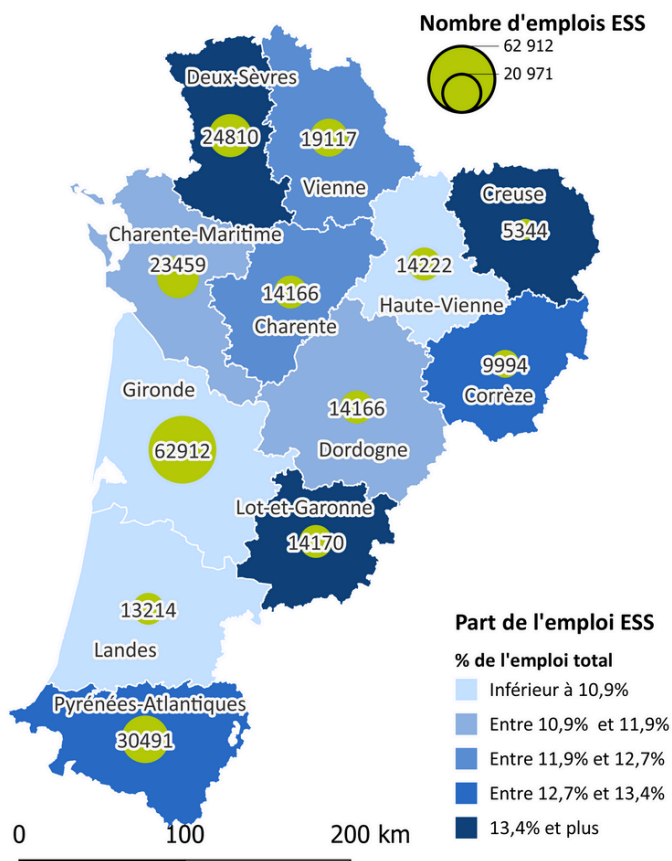 Nombre d'emplois ESS
62 912
20 971
Deux-Sèvres
24810
19117
Vienne
Creuse
5344
Charente-Maritime
23459
14222
Haute-Vienne
14166
Charente
9994
Corrèze
Gironde
62912
14166
Dordogne
Lot-et-Garonne
14170
13214
Landes
Pyrénées-Atlantiques
30491
Part de l'emploi ESS
% de l'emploi total
Inférieur à 10,9%
Entre 10,9% et 11,9%
Entre 11,9% et 12,7%
Entre 12,7% et 13,4%
13,4% et plus
0 100 200 km